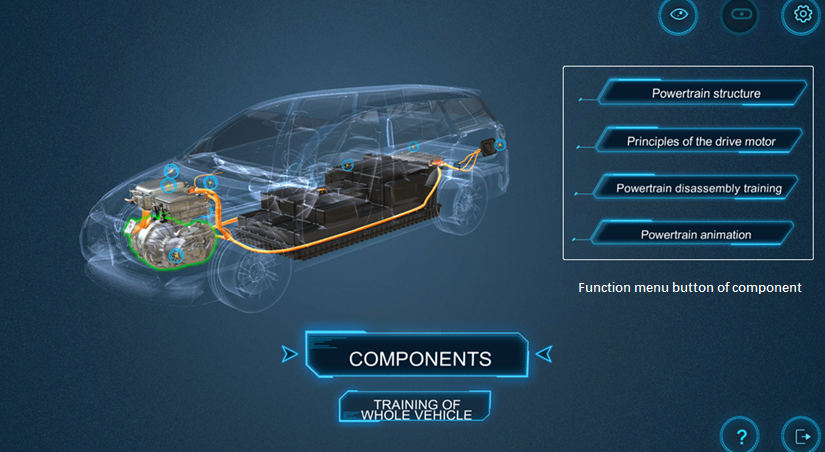 Powertrain structure
Principles of the drive motor
Powertrain disassembly training
Powertrain animation
Function menu button of component
COMPONENTS
TRAINING OF
WHOLE VEHICLE
?